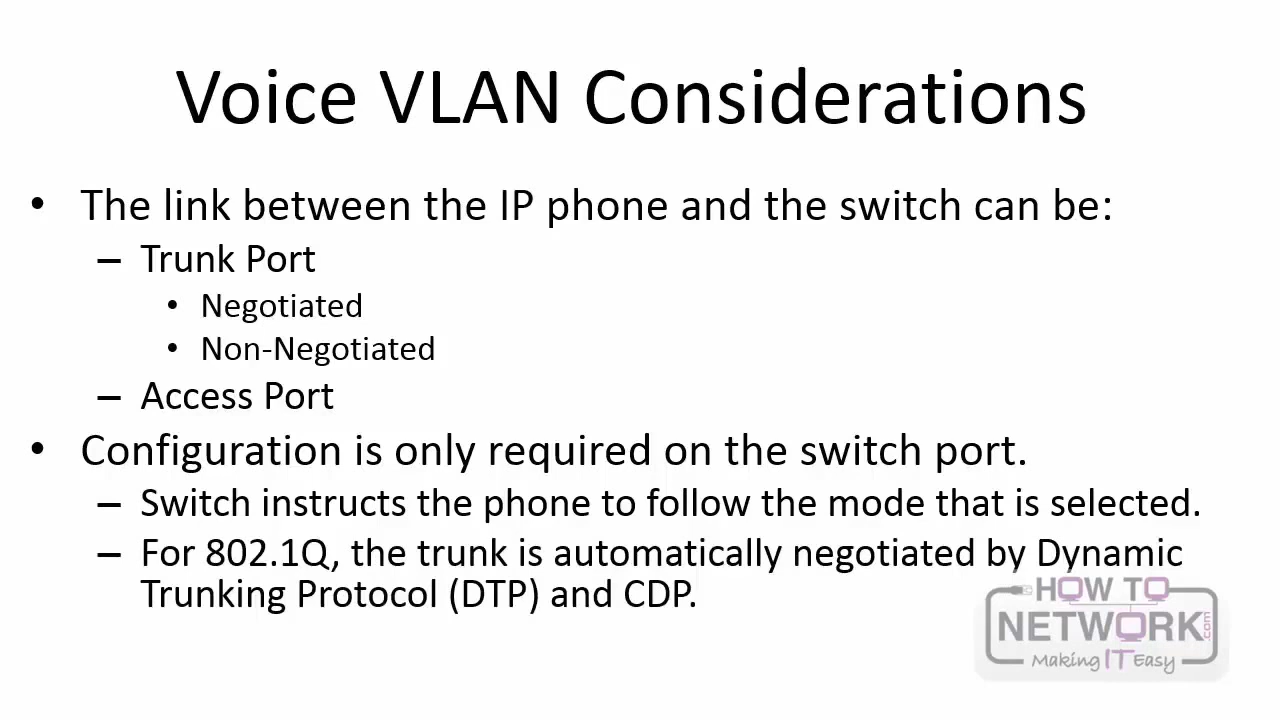 Voice VLAN Considerations
• The link between the IP phone and the switch can be:
– Trunk Port
• Negotiated
• Non-Negotiated
– Access Port
• Configuration is only required on the switch port.
– Switch instructs the phone to follow the mode that is selected.
– For 802.1Q, the trunk is automatically negotiated by Dynamic
Trunking Protocol (DTP) and CDP.
HOW TO
NETWORK.com
Making IT Easy